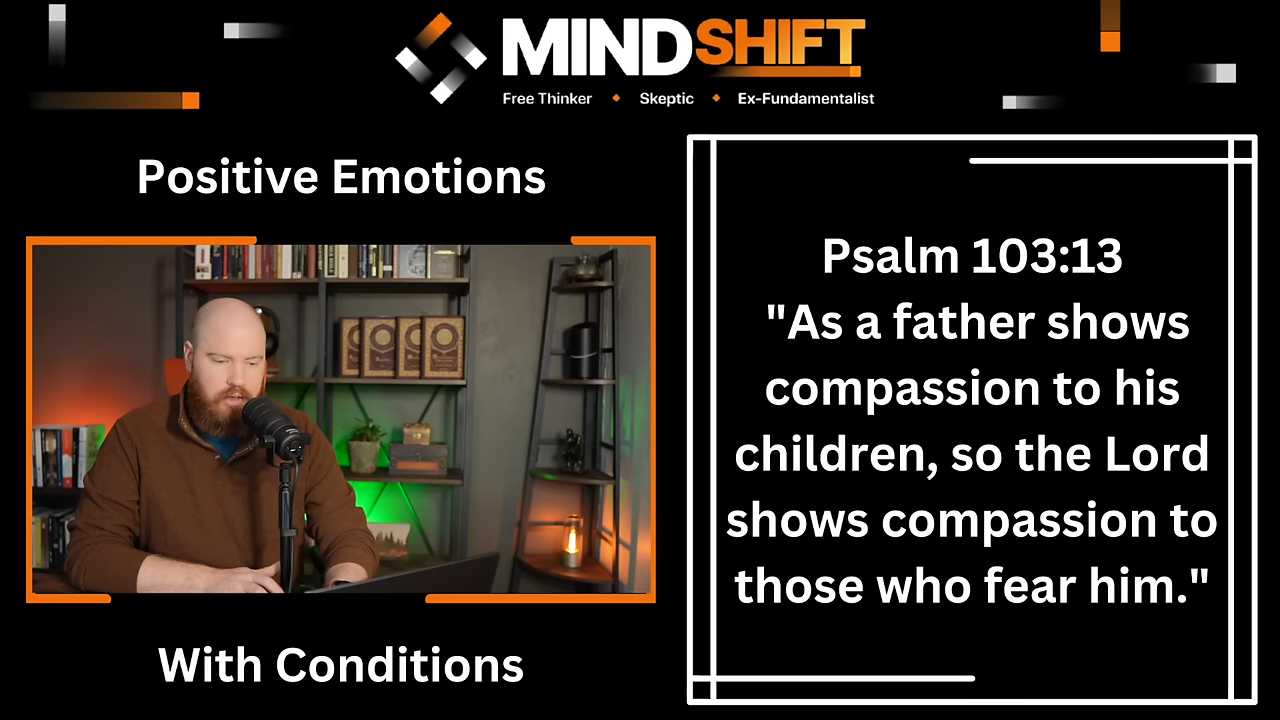 MINDSHIFT
Free Thinker ◆ Skeptic ◆ Ex-Fundamentalist
Positive Emotions
With Conditions
Psalm 103:13
"As a father shows
compassion to his
children, so the Lord
shows compassion to
those who fear him."